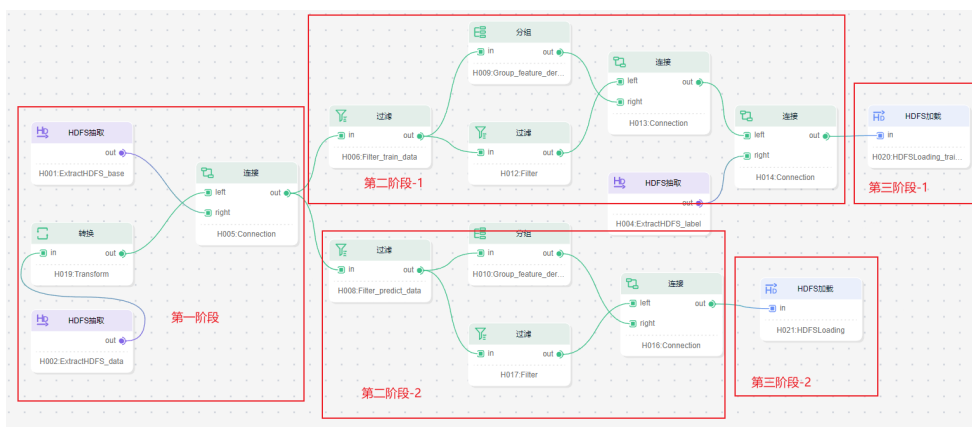 HDFS抽取
out
H001:ExtractHDFS_base
转换
in out
H019:Transform
HDFS抽取
out
H002:ExtractHDFS_data
连接
left out
right
H005:Connection
第一阶段
过滤
in out
H006:Filter_train_data
分组
in out
H009:Group_feature_der...
过滤
in out
H012:Filter
连接
left out
right
H013:Connection
HDFS抽取
out
H004:ExtractHDFS_label
连接
left out
right
H014:Connection
第二阶段-1
HDFS加载
in
H020:HDFSLoading_trai...
第三阶段-1
过滤
in out
H008:Filter_predict_data
分组
in out
H010:Group_feature_der...
过滤
in out
H017:Filter
连接
left out
right
H016:Connection
第二阶段-2
HDFS加载
in
H021:HDFSLoading
第三阶段-2